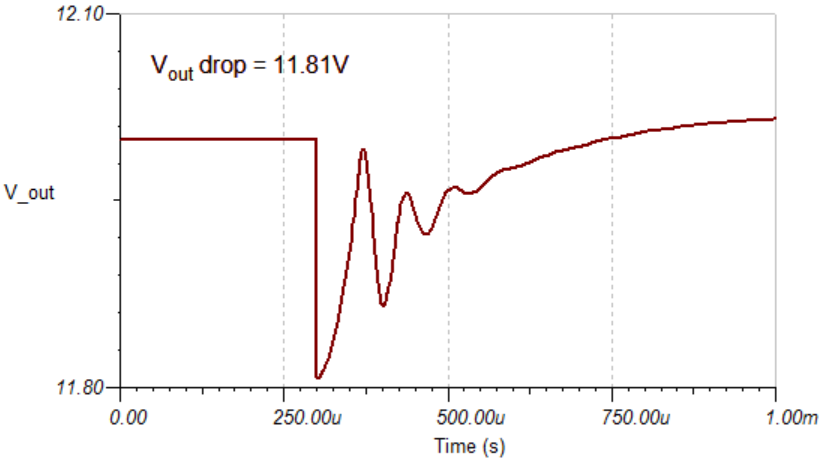 12.10
V_out drop = 11.81V
V_out
11.80
0.00 250.00u 500.00u 750.00u 1.00m
Time (s)